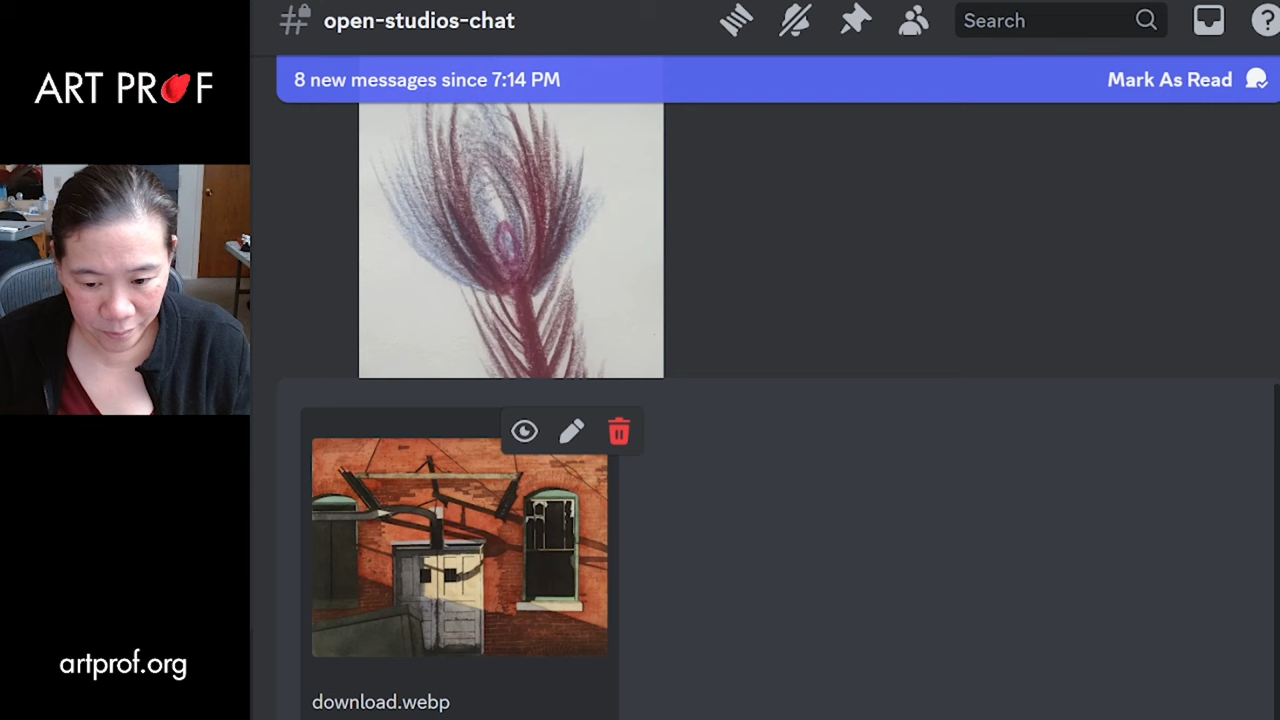 open-studios-chat
Search
8 new messages since 7:14 PM
Mark As Read
ART PROF
artprof.org
download.webp